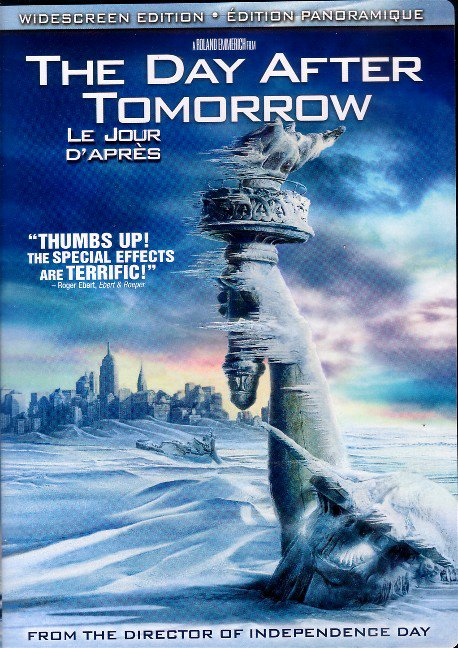 WIDESCREEN EDITION • ÉDITION PANORAMIQUE
A ROLAND EMMERICH FILM
THE DAY AFTER
TOMORROW
LE JOUR
D'APRÈS
“THUMBS UP!
THE SPECIAL EFFECTS
ARE TERRIFIC!”
– Roger Ebert, Ebert & Roeper
FROM THE DIRECTOR OF INDEPENDENCE DAY